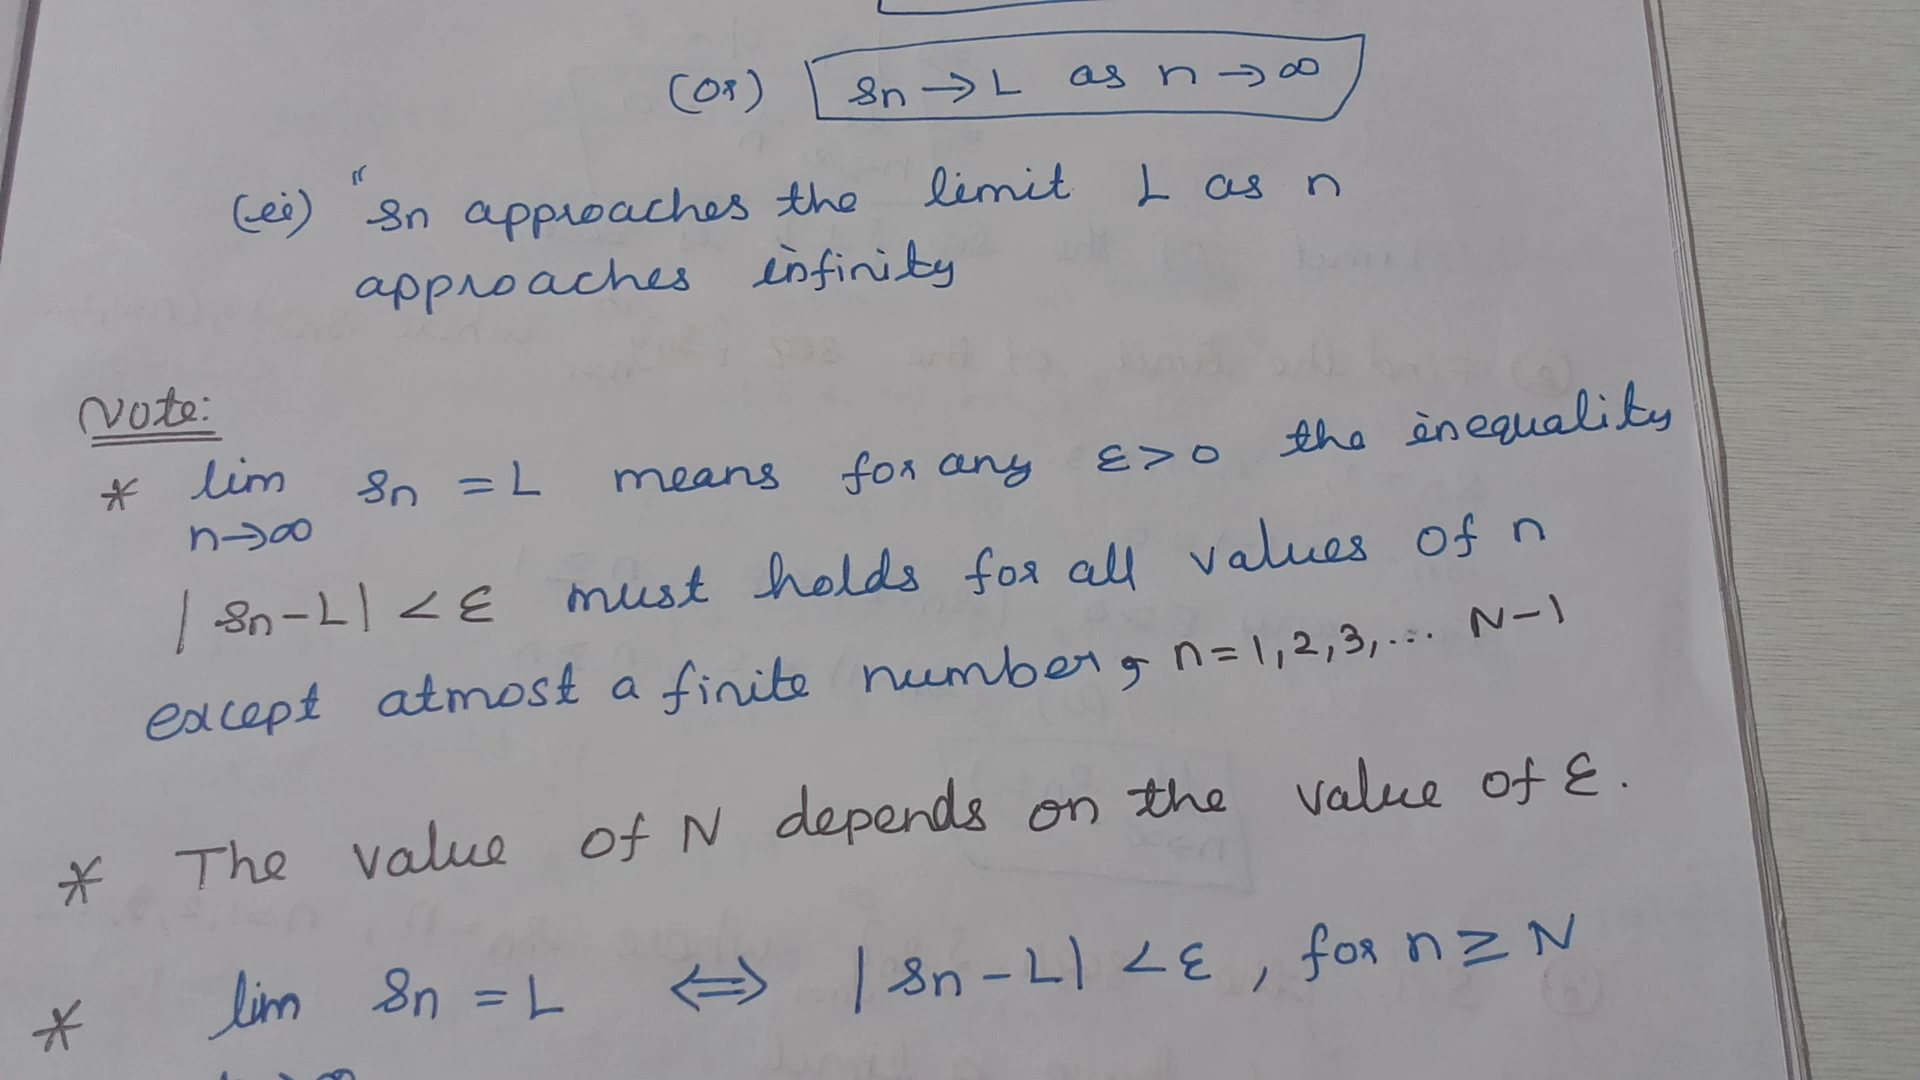 (or) sn → L as n → ∞
(ii) "sn approaches the limit L as n
approaches infinity
Note:
* lim sn = L means for any ε > 0 the inequality
n→∞
|sn - L| < ε must holds for all values of n
except atmost a finite number, n = 1, 2, 3, ... N-1
* The value of N depends on the value of ε.
* lim sn = L ⇔ |sn - L| < ε, for n ≥ N